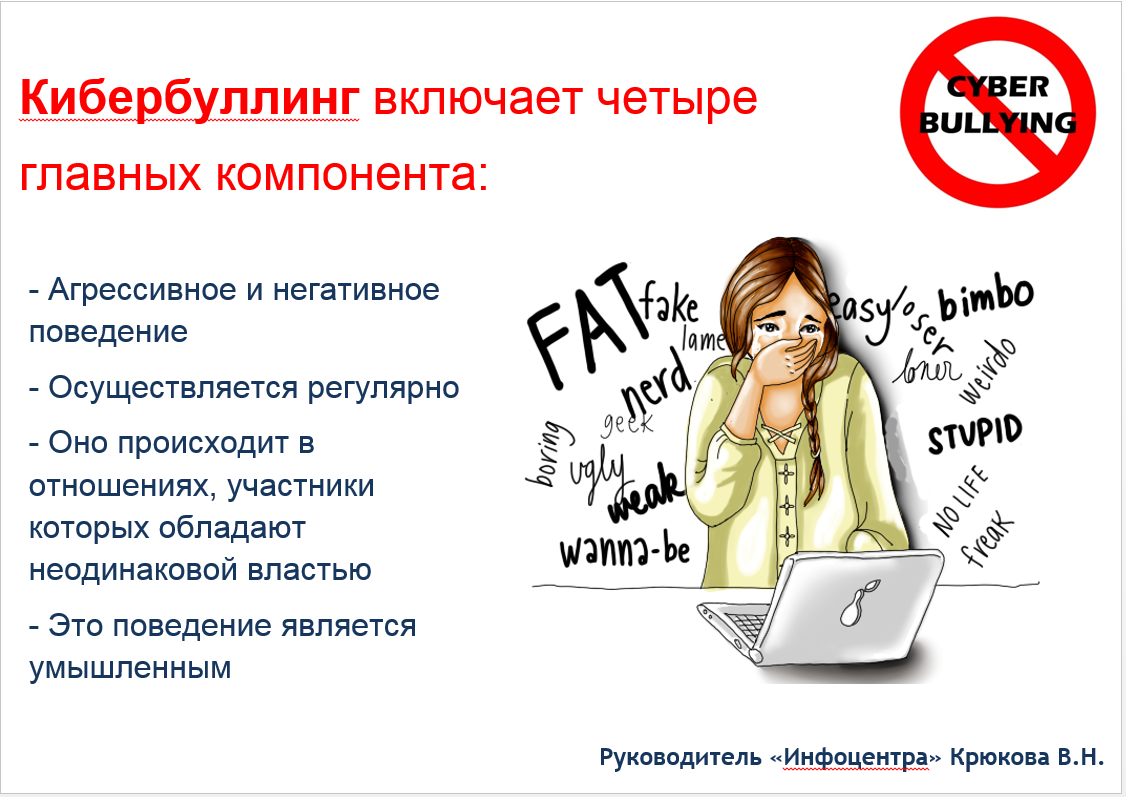 Кибербуллинг включает четыре
главных компонента:
CYBER
BULLYING
- Агрессивное и негативное
поведение
- Осуществляется регулярно
- Оно происходит в
отношениях, участники
которых обладают
неодинаковой властью
- Это поведение является
умышленным
FAT
fake
lame
nerd
geek
boring
ugly
weak
wanna-be
easy
loser
bimbo
loner
weirdo
STUPID
NO LIFE
freak
Руководитель «Инфоцентра» Крюкова В.Н.